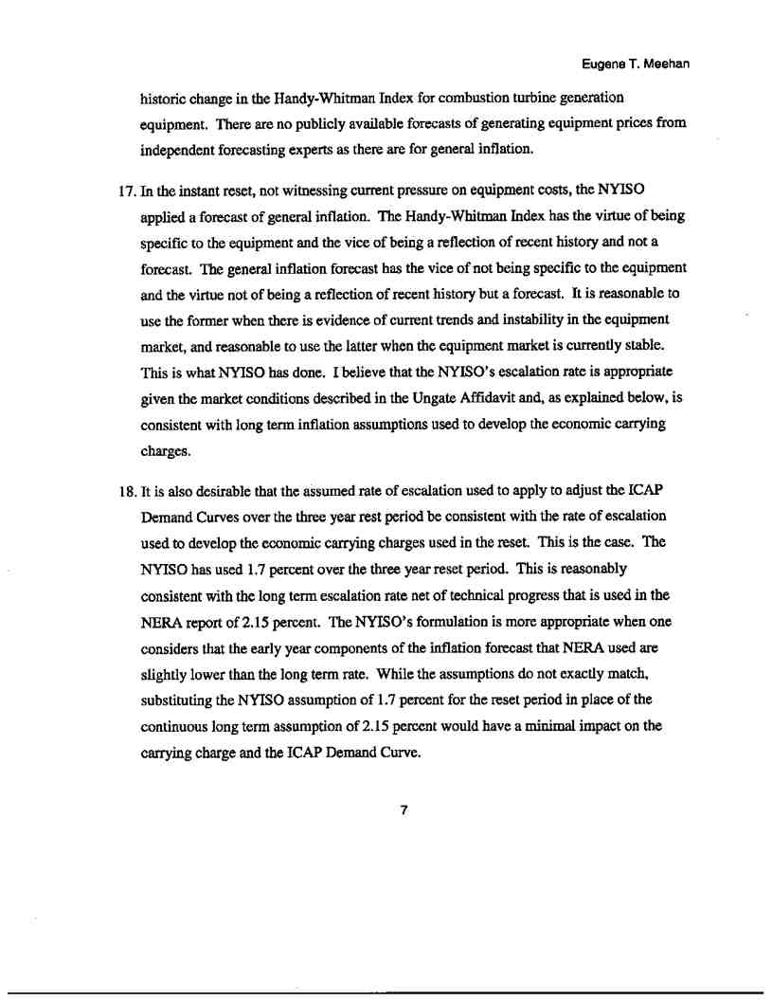 Eugene T. Meehan
historic change in the Handy-Whitman Index for combustion turbine generation
equipment. There are no publicly available forecasts of generating equipment prices from
independent forecasting experts as there are for general inflation.
17. In the instant reset, not witnessing current pressure on equipment costs, the NYISO
applied a forecast of general inflation. The Handy-Whitman Index has the virtue of being
specific to the equipment and the vice of being a reflection of recent history and not a
forecast. The general inflation forecast has the vice of not being specific to the equipment
and the virtue not of being a reflection of recent history but a forecast. It is reasonable to
use the former when there is evidence of current trends and instability in the equipment
market, and reasonable to use the latter when the equipment market is currently stable.
This is what NYISO has done. I believe that the NYISO's escalation rate is appropriate
given the market conditions described in the Ungate Affidavit and, as explained below, is
consistent with long term inflation assumptions used to develop the economic carrying
charges.
18. It is also desirable that the assumed rate of escalation used to apply to adjust the ICAP
Demand Curves over the three year rest period be consistent with the rate of escalation
used to develop the economic carrying charges used in the reset. This is the case. The
NYISO has used 1.7 percent over the three year reset period. This is reasonably
consistent with the long term escalation rate net of technical progress that is used in the
NERA report of 2.15 percent. The NYISO's formulation is more appropriate when one
considers that the early year components of the inflation forecast that NERA used are
slightly lower than the long term rate. While the assumptions do not exactly match,
substituting the NYISO assumption of 1.7 percent for the reset period in place of the
continuous long term assumption of 2.15 percent would have a minimal impact on the
carrying charge and the ICAP Demand Curve.
7